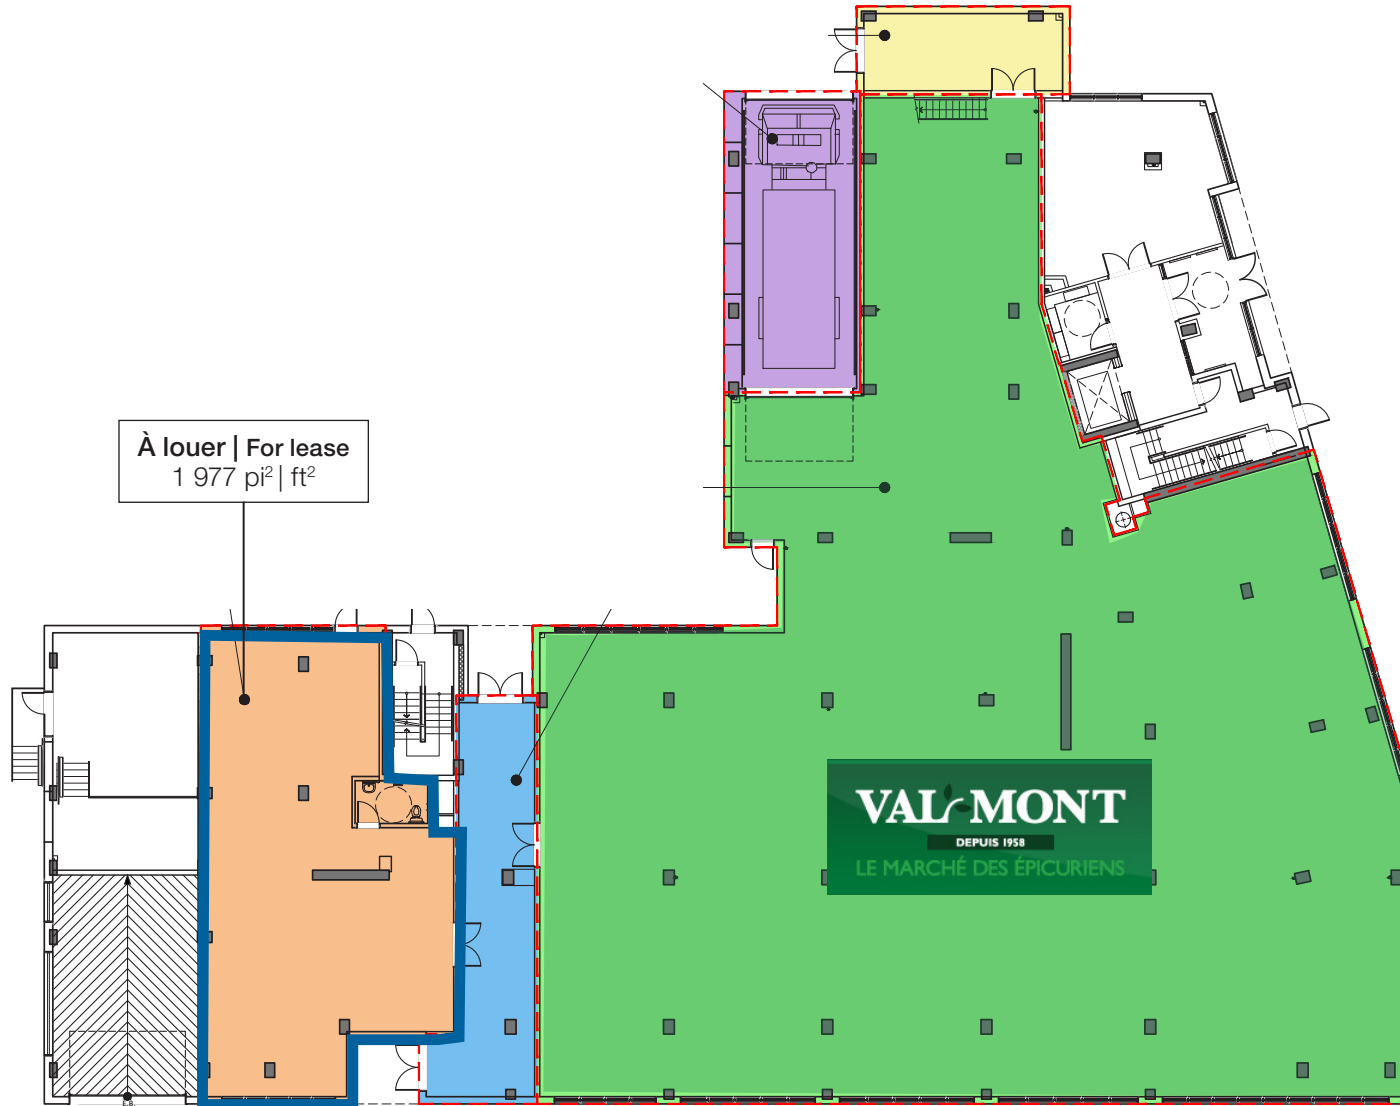 À louer | For lease
1 977 pi² | ft²
VAL-MONT
DEPUIS 1958
LE MARCHÉ DES ÉPICURIENS
E.B.